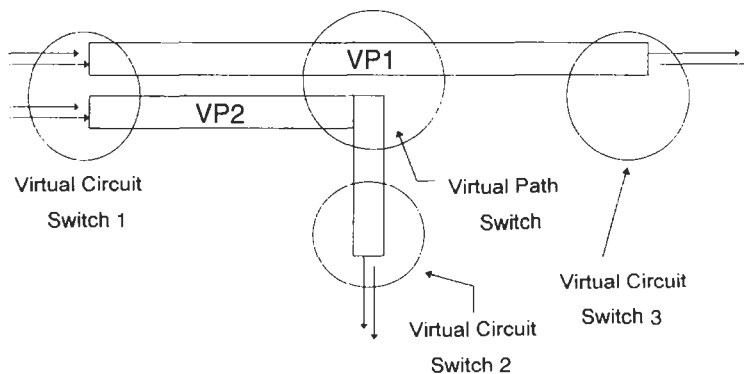 VP1
VP2
Virtual Circuit
Switch 1
Virtual Path
Switch
Virtual Circuit
Switch 2
Virtual Circuit
Switch 3